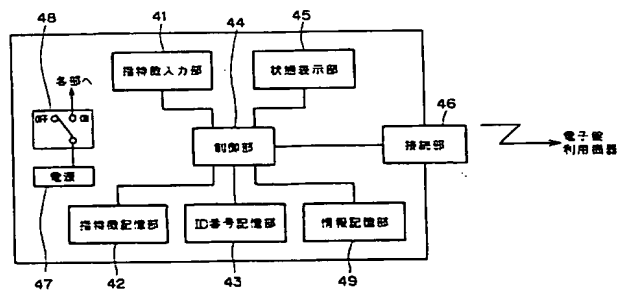 48
41
44
45
指特徴入力部
状態表示部
各部へ
OFF
ON
46
制御部
接続部
電子錠
利用機器
電源
指特徴記憶部
ID番号記憶部
情報記憶部
47
42
43
49